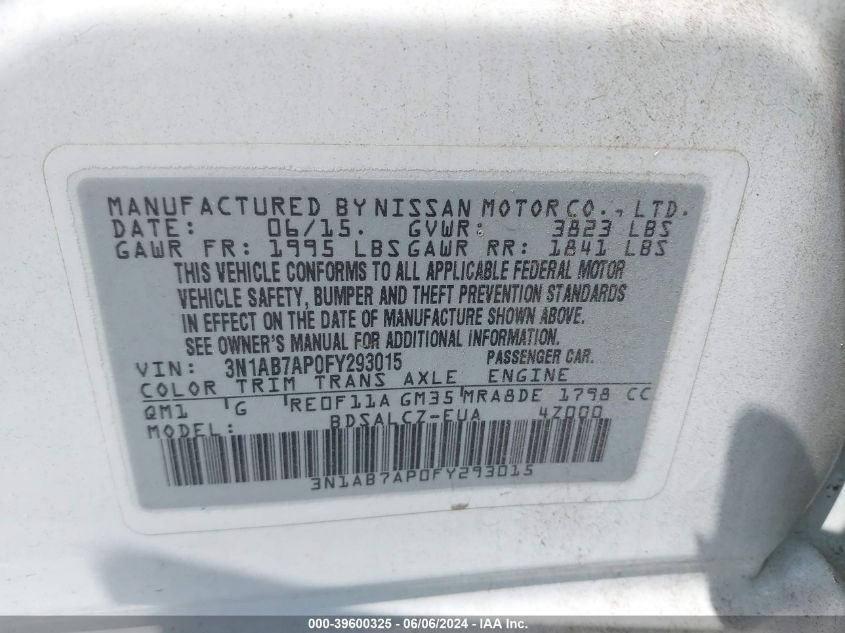 MANUFACTURED BY NISSAN MOTOR CO., LTD.
DATE: 06/15. GVWR: 3823 LBS
GAWR FR: 1995 LBS GAWR RR: 1841 LBS
THIS VEHICLE CONFORMS TO ALL APPLICABLE FEDERAL MOTOR
VEHICLE SAFETY, BUMPER AND THEFT PREVENTION STANDARDS
IN EFFECT ON THE DATE OF MANUFACTURE SHOWN ABOVE.
SEE OWNER'S MANUAL FOR ADDITIONAL INFORMATION.
VIN: 3N1AB7AP0FY293015 PASSENGER CAR.
COLOR TRIM TRANS AXLE ENGINE
QM1 G RE0F11A GM35 MRA8DE 1798 CC
MODEL: BDSALCZ-EUA 4Z000
3N1AB7AP0FY293015
000-39600325 - 06/06/2024 - IAA Inc.